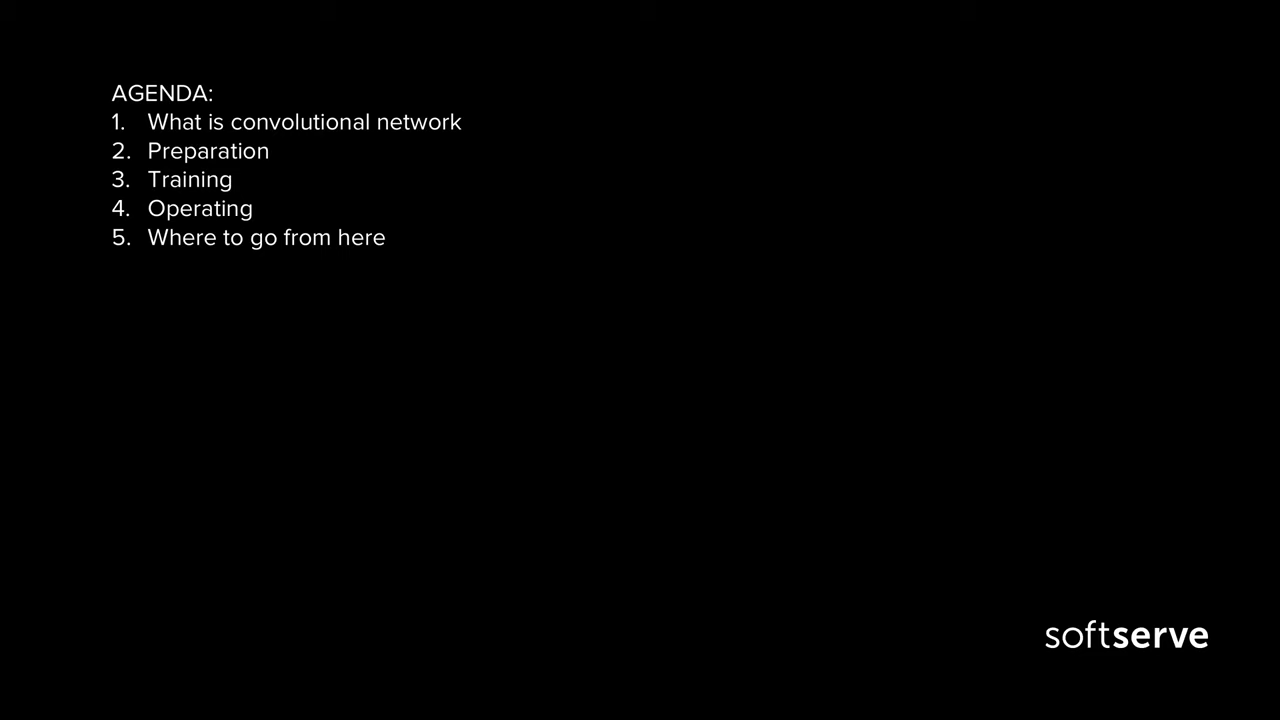 AGENDA:
1. What is convolutional network
2. Preparation
3. Training
4. Operating
5. Where to go from here
softserve